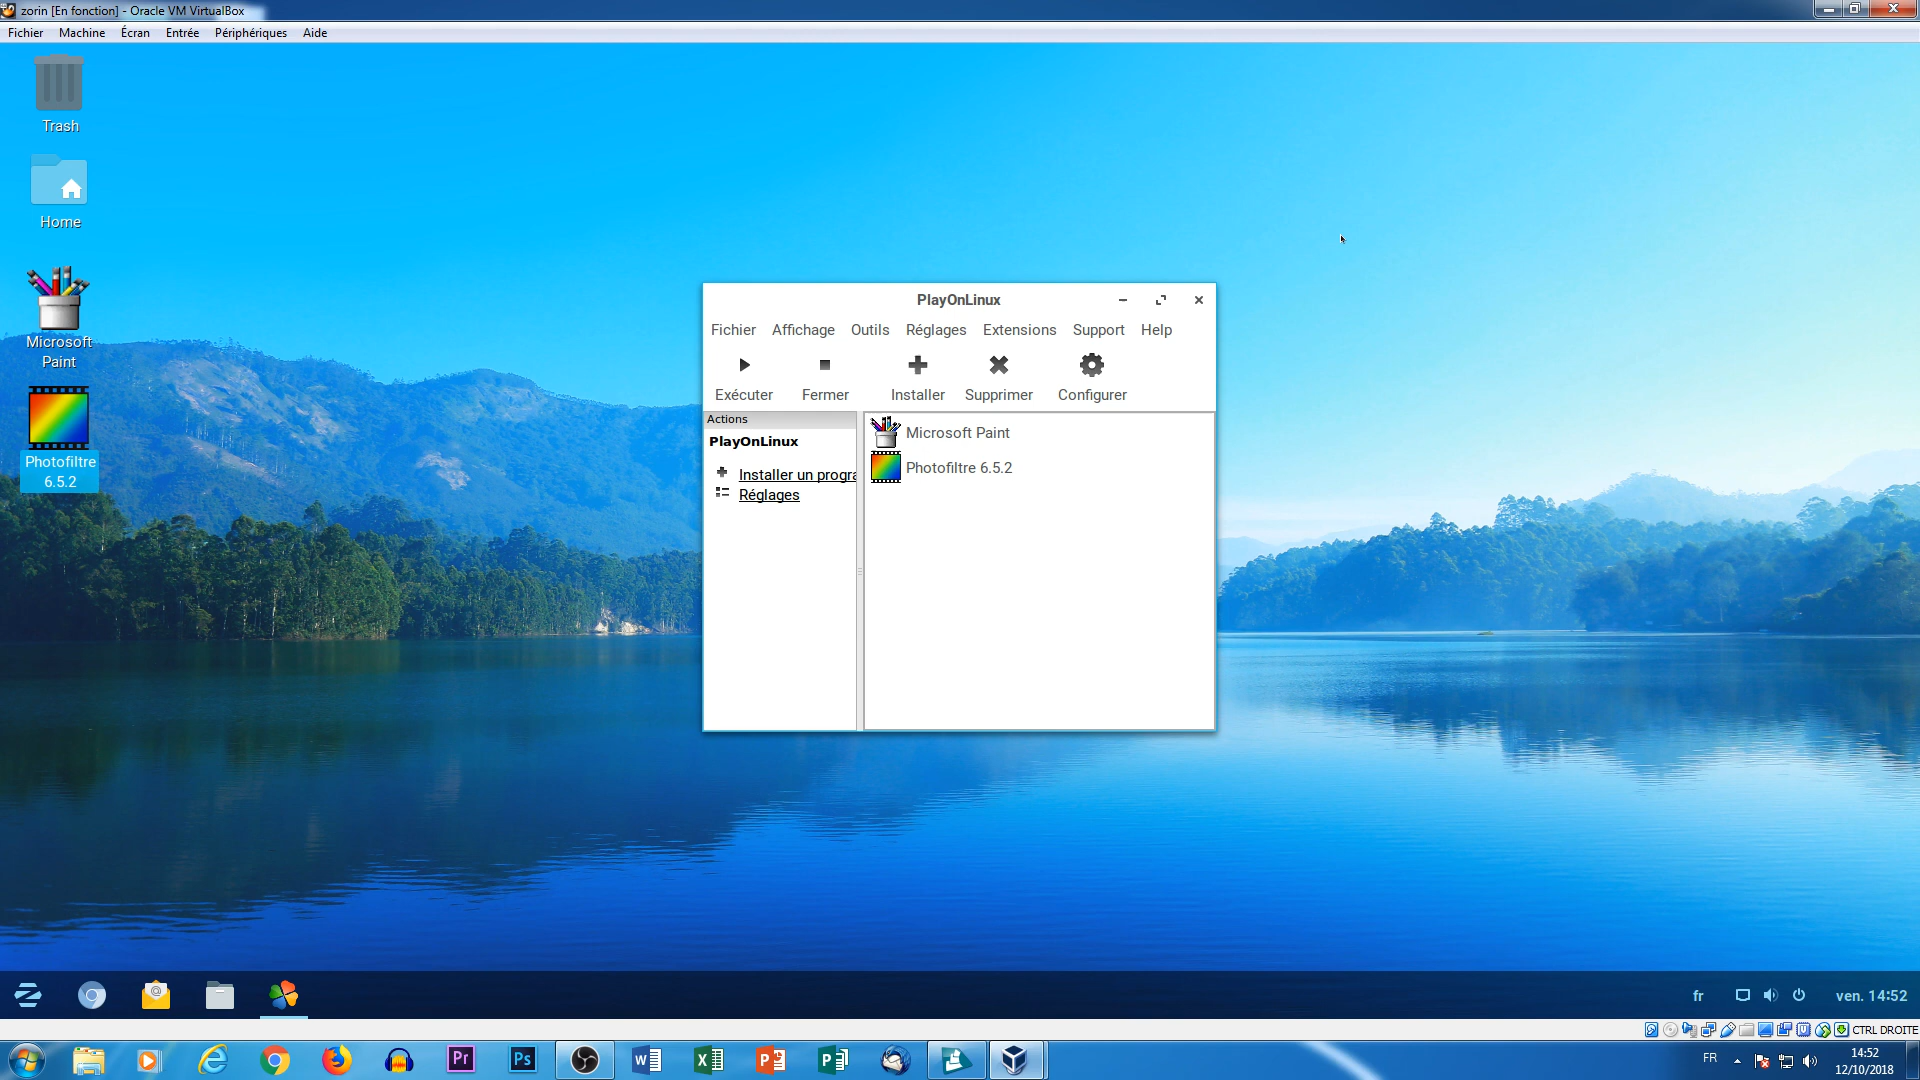 zorin [En fonction] - Oracle VM VirtualBox
Fichier Machine Écran Entrée Périphériques Aide
Trash
Home
Microsoft
Paint
Photofiltre
6.5.2
PlayOnLinux
Fichier Affichage Outils Réglages Extensions Support Help
Exécuter Fermer Installer Supprimer Configurer
Actions
PlayOnLinux
Installer un progra
Réglages
Microsoft Paint
Photofiltre 6.5.2
fr
ven. 14:52
CTRL DROITE
Pr
Ps
FR
14:52
12/10/2018